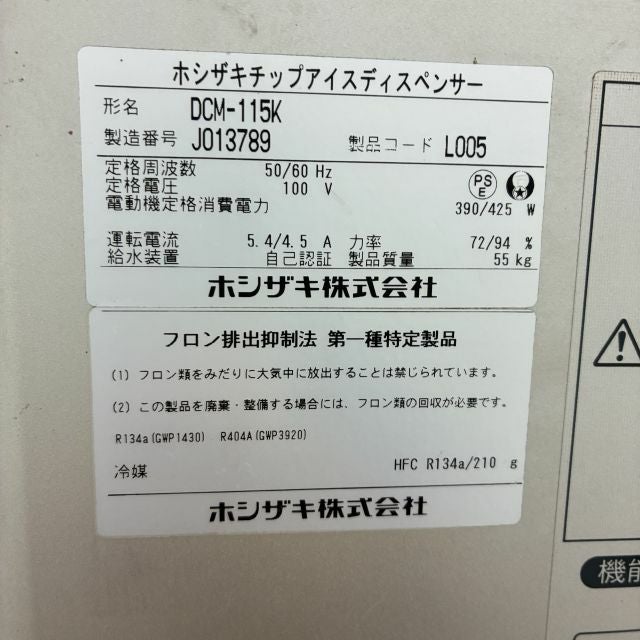 ホシザキチップアイスディスペンサー
形名 DCM-115K
製造番号 J013789 製品コード L005
定格周波数 50/60 Hz
定格電圧 100 V
PS E
電動機定格消費電力 390/425 W
運転電流 5.4/4.5 A 力率 72/94 %
給水装置 自己認証 製品質量 55 kg
ホシザキ株式会社
フロン排出抑制法 第一種特定製品
(1) フロン類をみだりに大気中に放出することは禁じられています。
(2) この製品を廃棄・整備する場合には、フロン類の回収が必要です。
R134a(GWP1430) R404A(GWP3920)
冷媒 HFC R134a/210 g
ホシザキ株式会社
機能